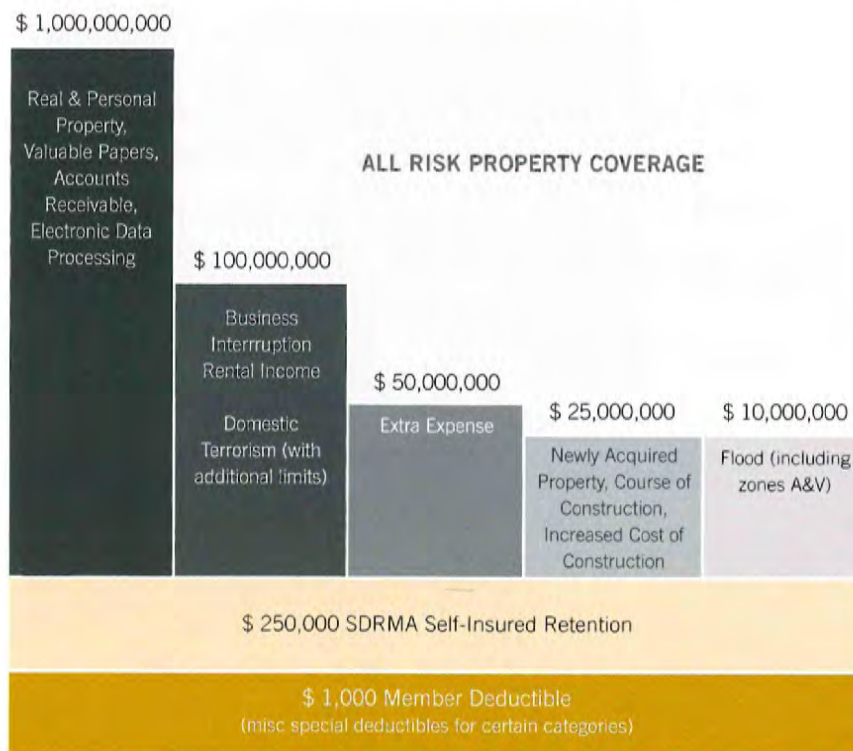 $ 1,000,000,000
Real & Personal
Property,
Valuable Papers,
Accounts
Receivable,
Electronic Data
Processing
ALL RISK PROPERTY COVERAGE
$ 100,000,000
Business
Interrruption
Rental Income
Domestic
Terrorism (with
additional limits)
$ 50,000,000
Extra Expense
$ 25,000,000
Newly Acquired
Property, Course of
Construction,
Increased Cost of
Construction
$ 10,000,000
Flood (including
zones A&V)
$ 250,000 SDRMA Self-Insured Retention
$ 1,000 Member Deductible
(misc special deductibles for certain categories)